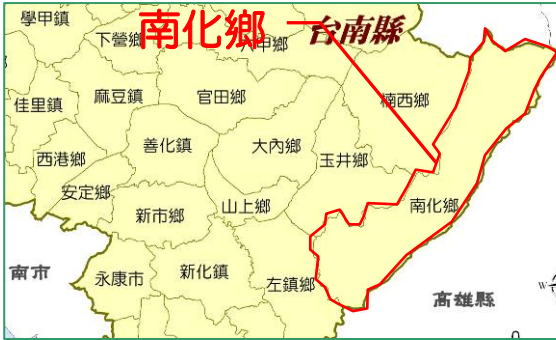 學甲鎮
下營鄉
南化鄉
六甲鄉
台南縣
佳里鎮
麻豆鎮
官田鄉
楠西鄉
西港鄉
善化鎮
大內鄉
玉井鄉
安定鄉
新市鄉
山上鄉
南化鄉
南市
永康市
新化鎮
左鎮鄉
高雄縣
W